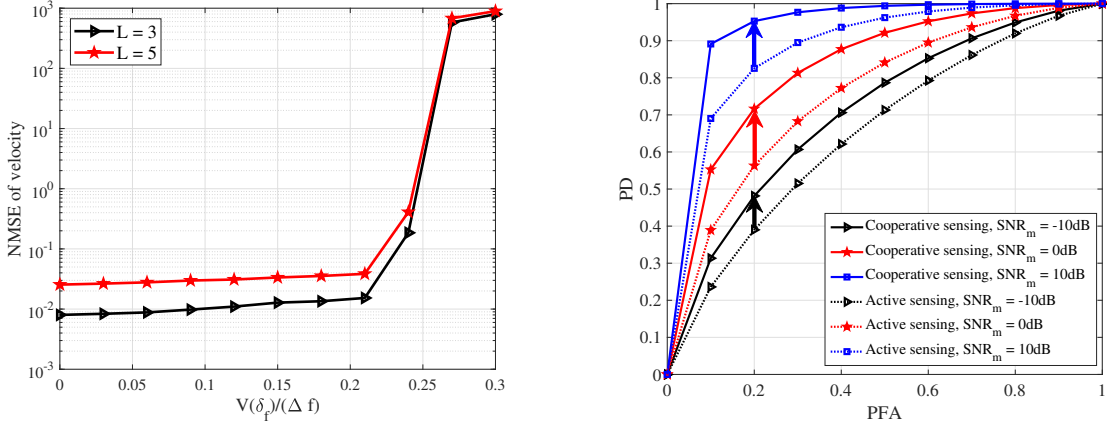 10^3
10^2
10^1
10^0
10^-1
10^-2
10^-3
NMSE of velocity
L = 3
L = 5
0
0.05
0.1
0.15
0.2
0.25
0.3
V(δ_f)/(Δ f)
1
0.9
0.8
0.7
0.6
0.5
0.4
0.3
0.2
0.1
0
PD
Cooperative sensing, SNR_m = -10dB
Cooperative sensing, SNR_m = 0dB
Cooperative sensing, SNR_m = 10dB
Active sensing, SNR_m = -10dB
Active sensing, SNR_m = 0dB
Active sensing, SNR_m = 10dB
0
0.2
0.4
0.6
0.8
1
PFA